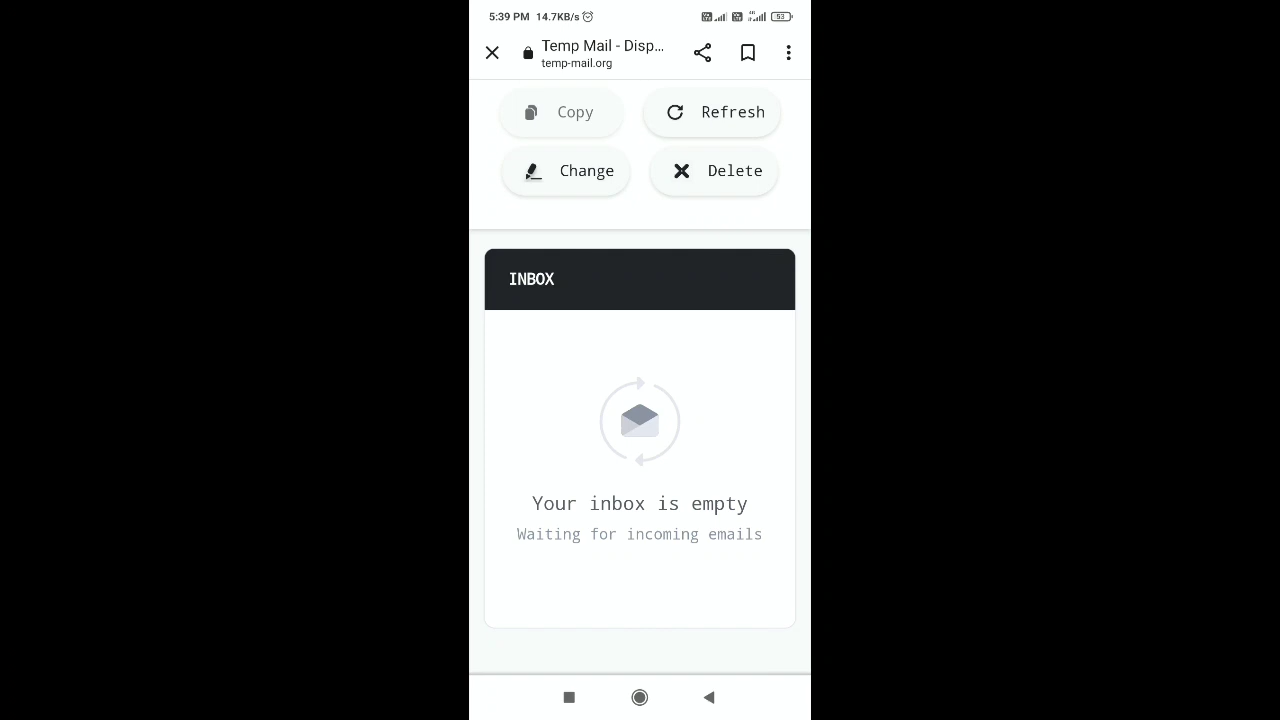 5:39 PM 14.7KB/s
53
Temp Mail - Disp...
temp-mail.org
Copy
Refresh
Change
Delete
INBOX
Your inbox is empty
Waiting for incoming emails